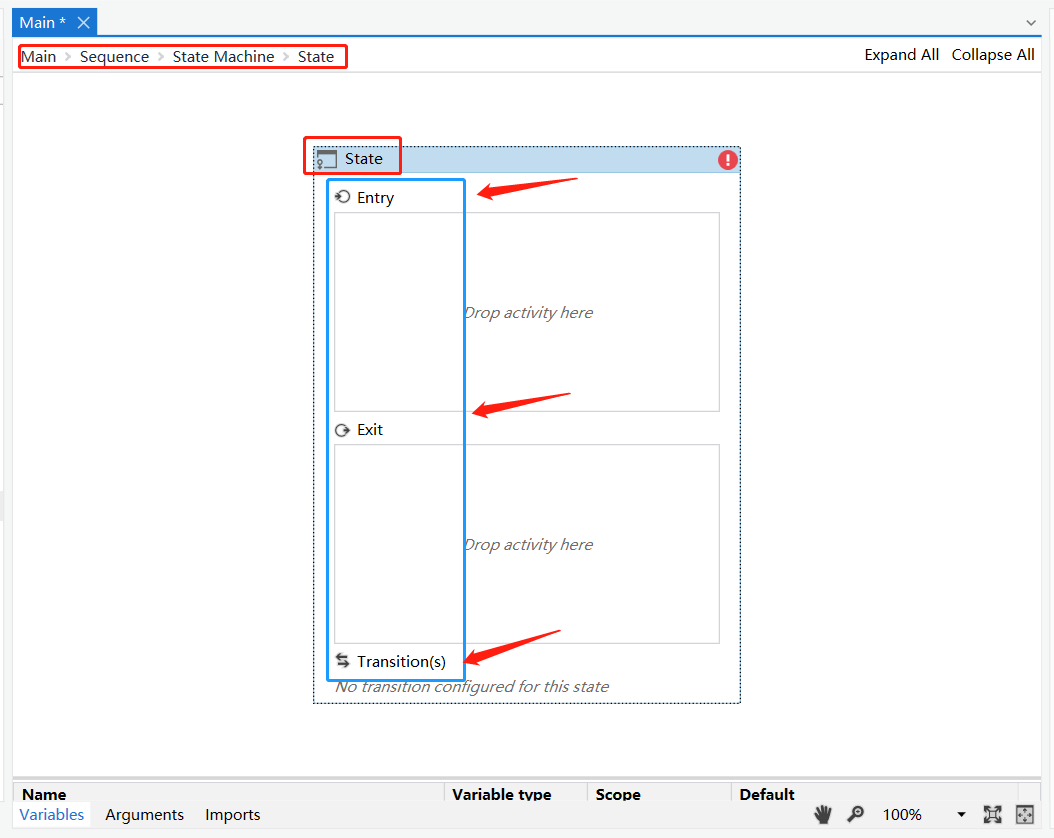 Main *
Main > Sequence > State Machine > State
Expand All Collapse All
State
Entry
Drop activity here
Exit
Drop activity here
Transition(s)
No transition configured for this state
Name Variable type Scope Default
Variables Arguments Imports 100%